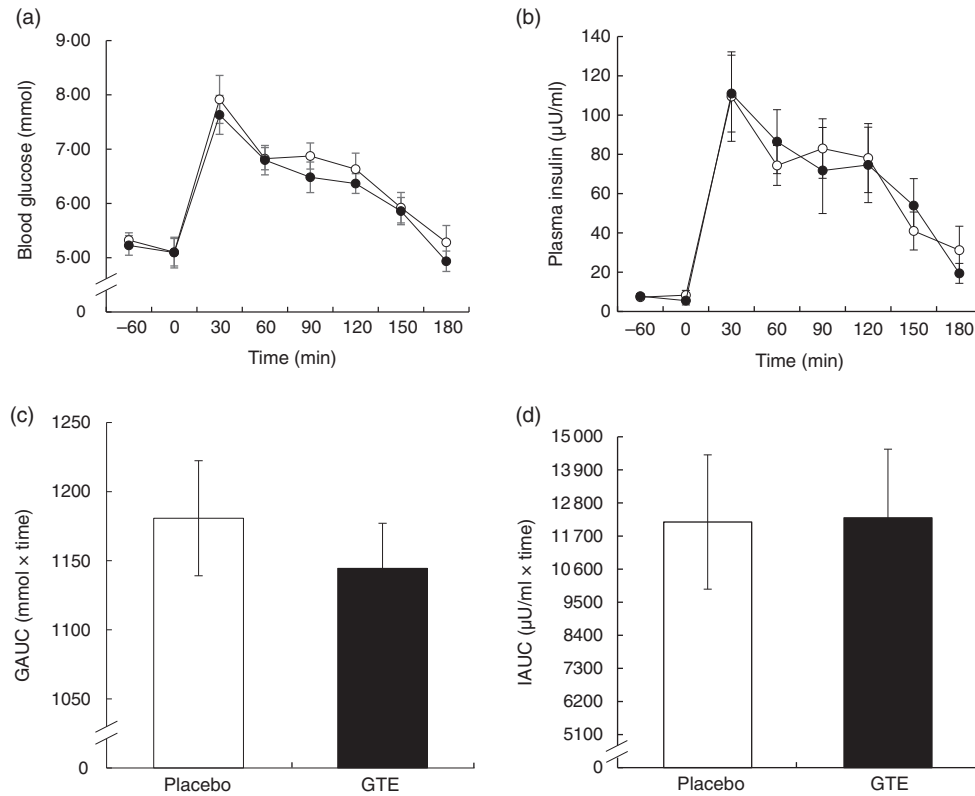 (a)
9·00
8·00
7·00
6·00
5·00
0
Blood glucose (mmol)
–60 0 30 60 90 120 150 180
Time (min)
(b)
140
120
100
80
60
40
20
0
Plasma insulin (µU/ml)
–60 0 30 60 90 120 150 180
Time (min)
(c)
1250
1200
1150
1100
1050
0
GAUC (mmol × time)
Placebo GTE
(d)
15 000
13 900
12 800
11 700
10 600
9500
8400
7300
6200
5100
0
IAUC (µU/ml × time)
Placebo GTE